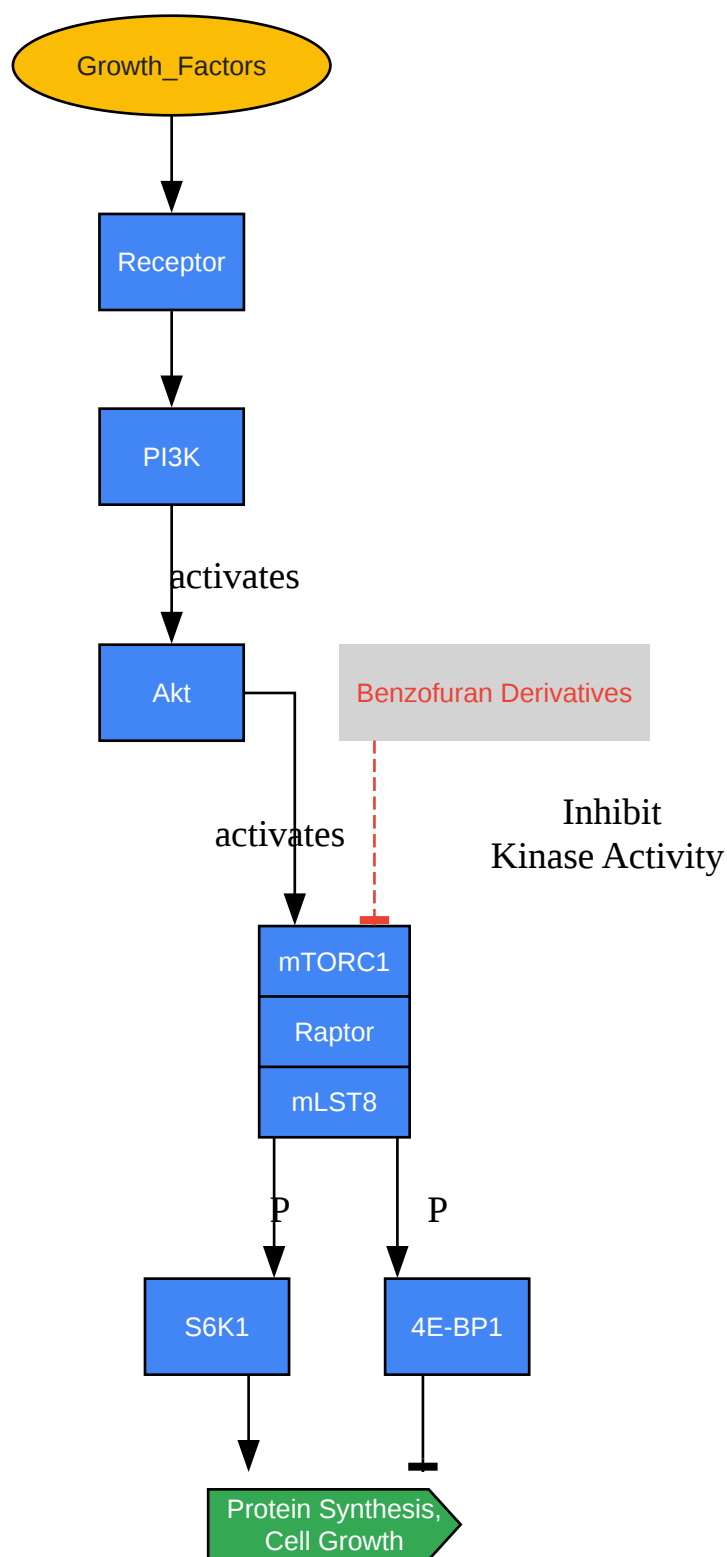 Growth_Factors
Receptor
PI3K
activates
Akt
Benzofuran Derivatives
Inhibit
Kinase Activity
activates
mTORC1
Raptor
mLST8
P
P
S6K1
4E-BP1
Protein Synthesis,
Cell Growth